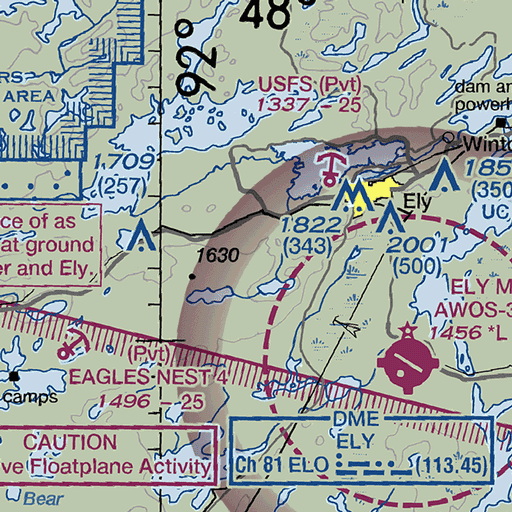 48°
92°
USFS (Pvt)
1337 - 25
dam an
powerh
Winto
AREA
1,709
(257)
185
(350
UC
Ely
1822
(343)
2001
(500)
ce of as
at ground
er and Ely.
1630
ELY M
AWOS-3
1456 *L
(Pvt)
EAGLES NEST 4
1496 - 25
camps
DME
ELY
Ch 81 ELO (113.45)
CAUTION
ve Floatplane Activity
Bear